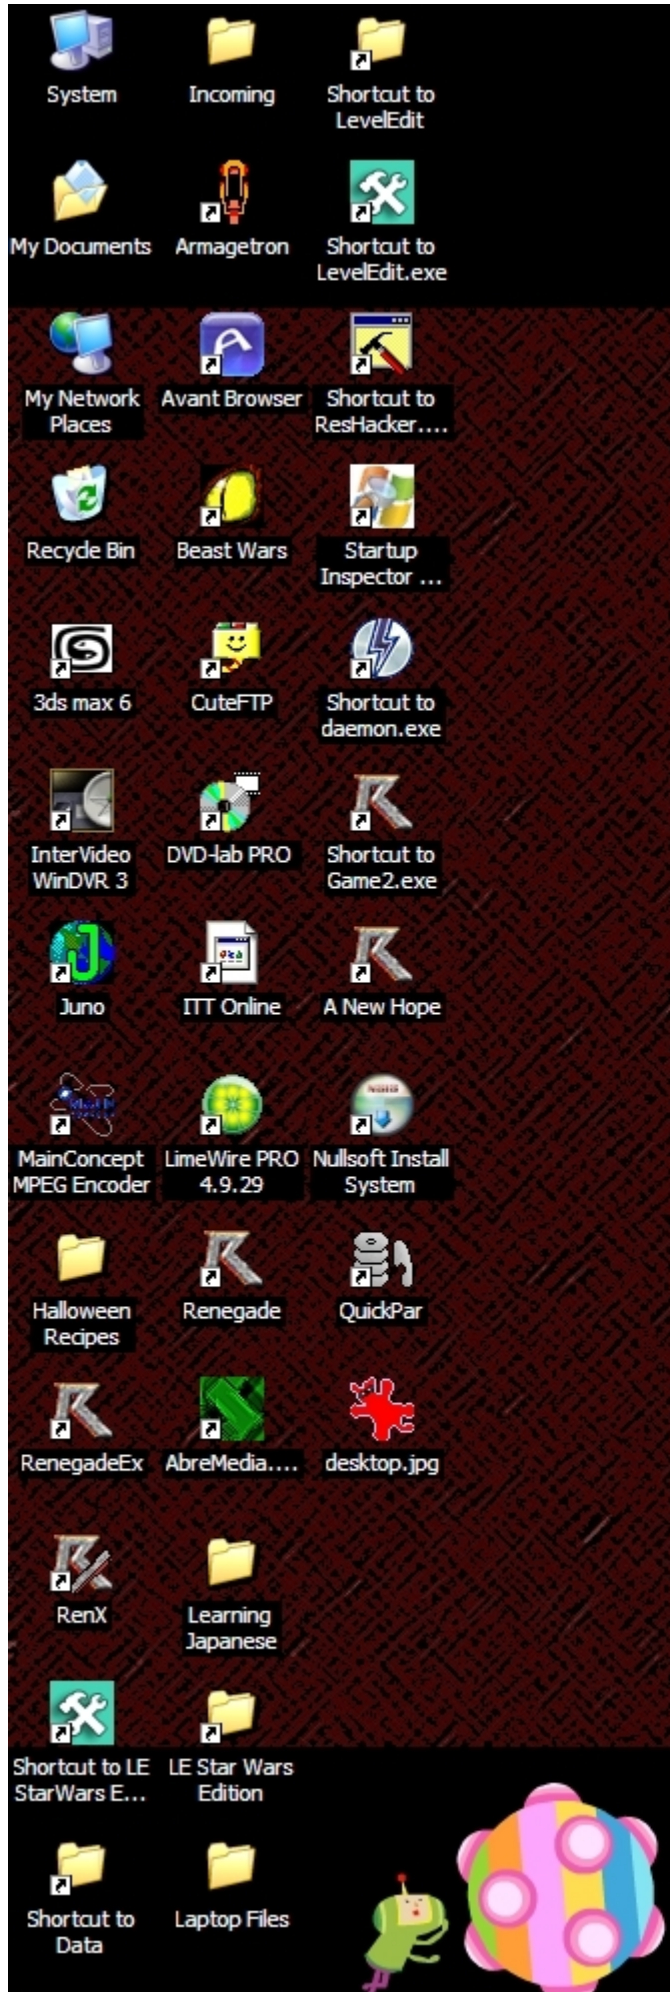 System
Incoming
Shortcut to
LevelEdit
My Documents
Armagetron
Shortcut to
LevelEdit.exe
My Network
Places
Avant Browser
Shortcut to
ResHacker....
Recycle Bin
Beast Wars
Startup
Inspector ...
3ds max 6
CuteFTP
Shortcut to
daemon.exe
InterVideo
WinDVR 3
DVD-lab PRO
Shortcut to
Game2.exe
Juno
ITT Online
A New Hope
MainConcept
MPEG Encoder
LimeWire PRO
4.9.29
Nullsoft Install
System
Halloween
Recipes
Renegade
QuickPar
RenegadeEx
AbreMedia....
desktop.jpg
RenX
Learning
Japanese
Shortcut to LE
StarWars E...
LE Star Wars
Edition
Shortcut to
Data
Laptop Files